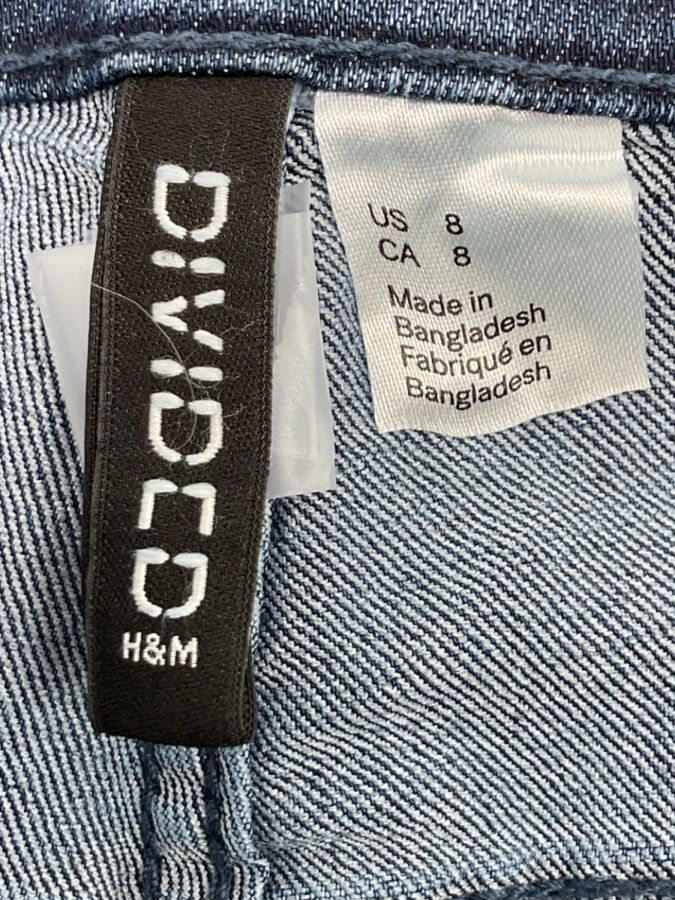 DIVIDED
H&M
US 8
CA 8
Made in
Bangladesh
Fabriqué en
Bangladesh